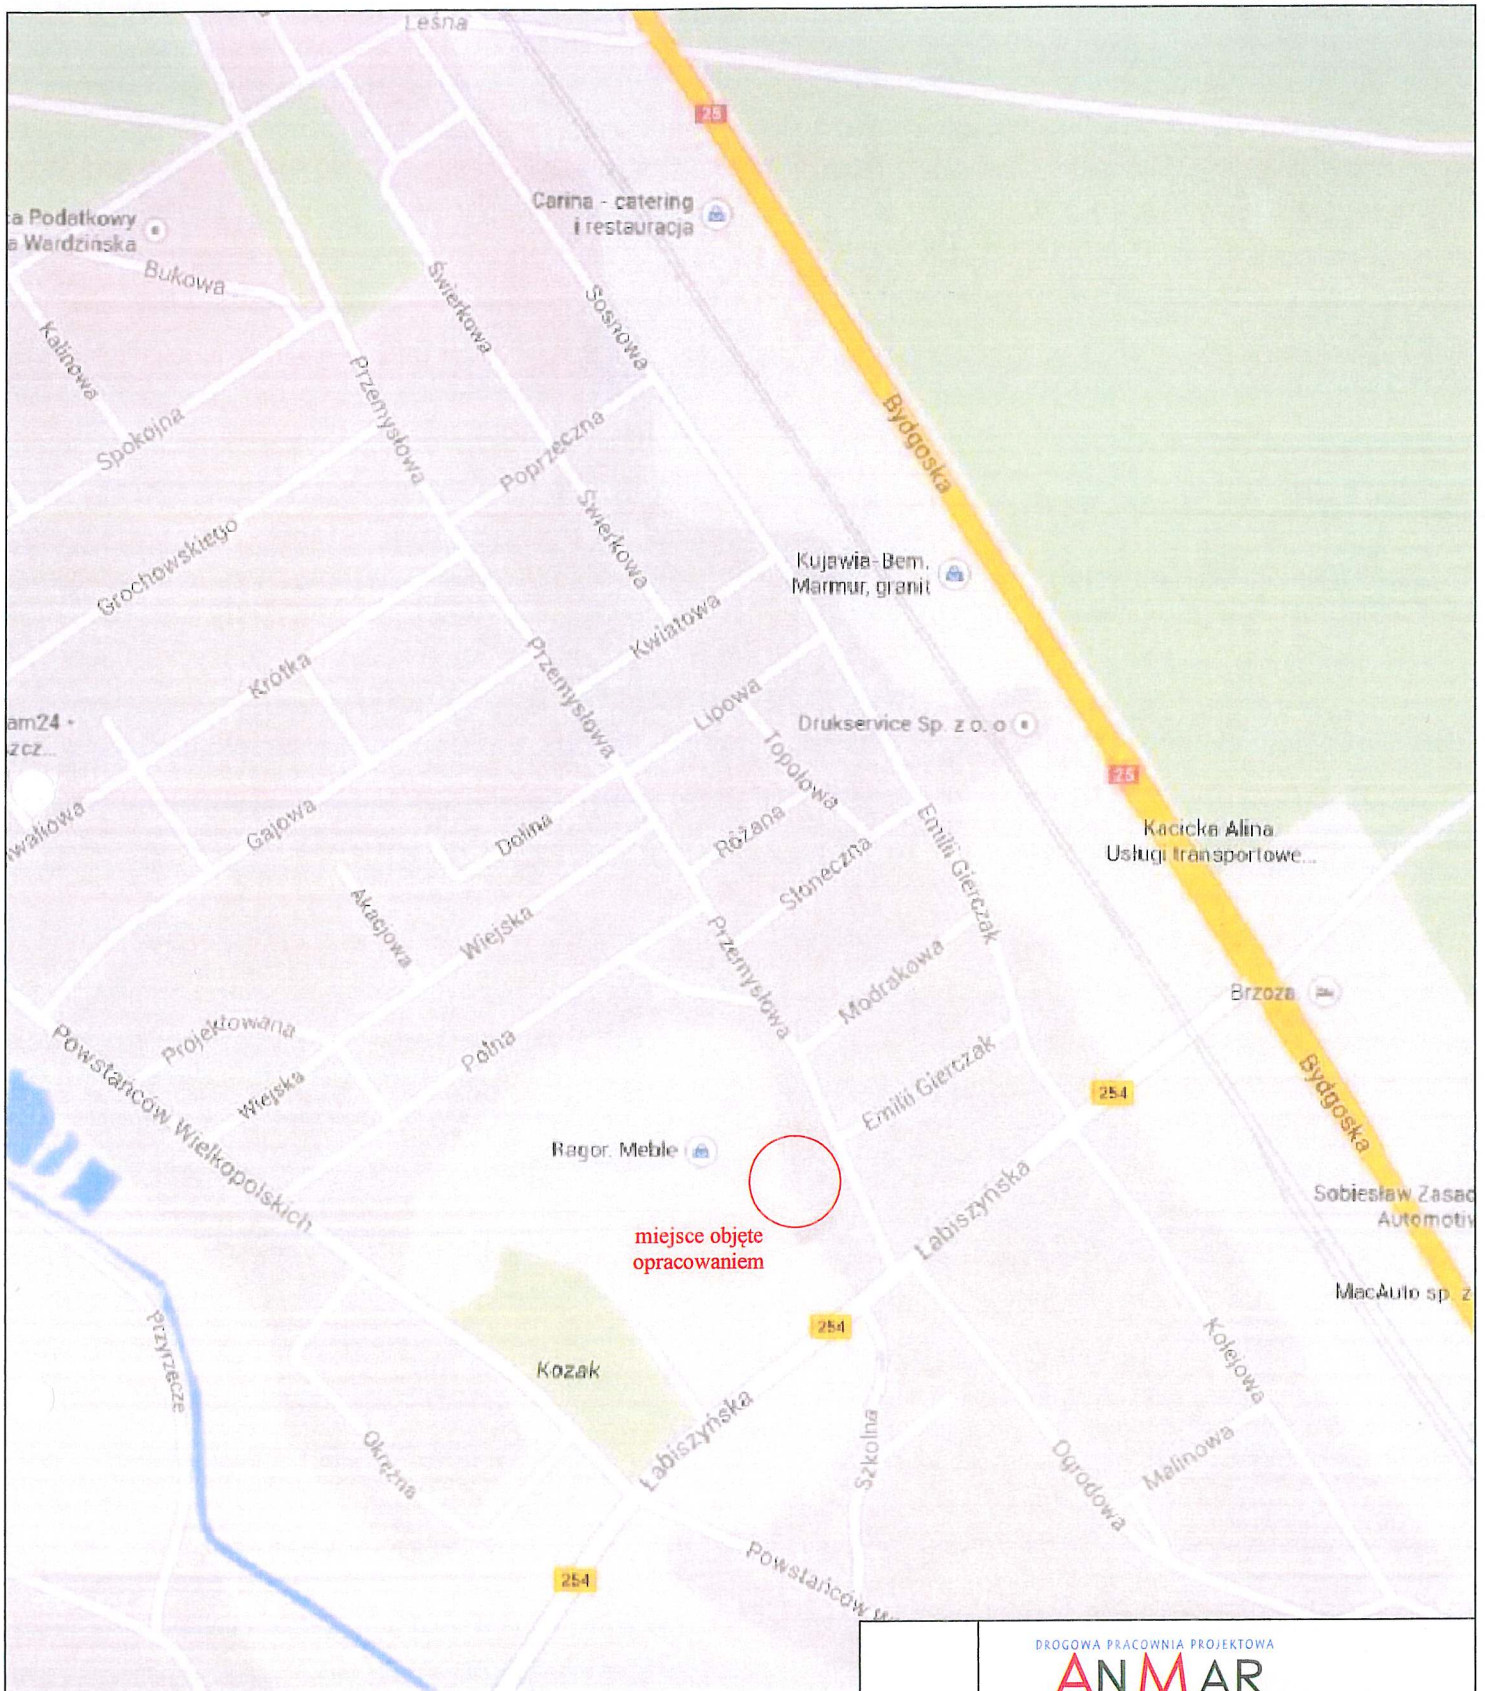 Leśna
25
Carina - catering
i restauracja
a Podatkowy
a Wardzińska
Bukowa
Świerkowa
Sosnowa
Kalinowa
Przemysłowa
Spokojna
Poprzeczna
Bydgoska
Świerkowa
Grochowskiego
Kujawia-Bem.
Marmur, granit
Kwiatowa
Krótka
Przemysłowa
Lipowa
am24 -
zcz...
Drukservice Sp. z o. o
Topolowa
25
Gajowa
Dolina
Różana
Emilii Gierczak
Kacicka Alina.
Usługi transportowe...
Słoneczna
Akacjowa
Wiejska
Przemysłowa
Modrakowa
Brzoza
Projektowana
Polna
Powstańców Wielkopolskich
Wiejska
Emilii Gierczak
254
Bydgoska
Ragor. Meble
Łabiszyńska
Sobiesław Zasad
Automotiv
miejsce objęte
opracowaniem
MacAuto sp. z
Przyrzecze
254
Kozak
Kolejowa
Łabiszyńska
Okrężna
Szkolna
Ogrodowa
Malinowa
254
Powstańców W
DROGOWA PRACOWNIA PROJEKTOWA
ANMAR